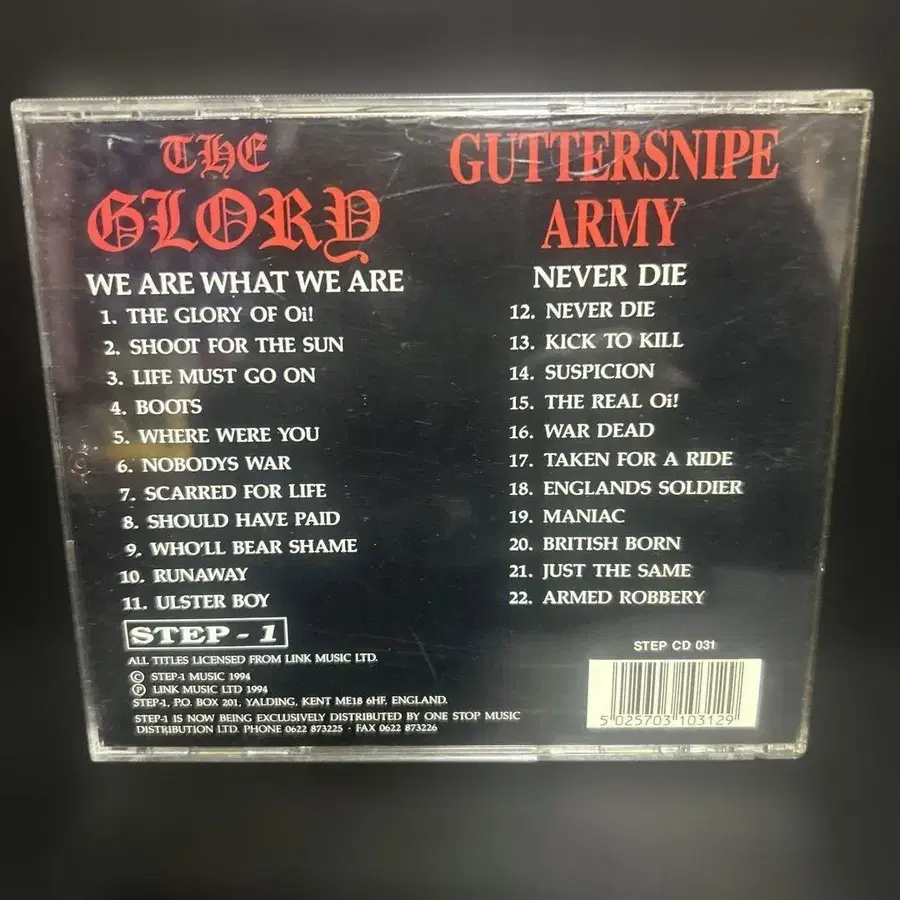 THE
GLORY
WE ARE WHAT WE ARE
1. THE GLORY OF Oi!
2. SHOOT FOR THE SUN
3. LIFE MUST GO ON
4. BOOTS
5. WHERE WERE YOU
6. NOBODYS WAR
7. SCARRED FOR LIFE
8. SHOULD HAVE PAID
9. WHO'LL BEAR SHAME
10. RUNAWAY
11. ULSTER BOY
GUTTERSNIPE
ARMY
NEVER DIE
12. NEVER DIE
13. KICK TO KILL
14. SUSPICION
15. THE REAL Oi!
16. WAR DEAD
17. TAKEN FOR A RIDE
18. ENGLANDS SOLDIER
19. MANIAC
20. BRITISH BORN
21. JUST THE SAME
22. ARMED ROBBERY
STEP - 1
ALL TITLES LICENSED FROM LINK MUSIC LTD.
© STEP-1 MUSIC 1994
℗ LINK MUSIC LTD 1994
STEP-1, P.O. BOX 201, YALDING, KENT ME18 6HF, ENGLAND.
STEP-1 IS NOW BEING EXCLUSIVELY DISTRIBUTED BY ONE STOP MUSIC
DISTRIBUTION LTD. PHONE 0622 873225 · FAX 0622 873226
STEP CD 031
5 025703 103129